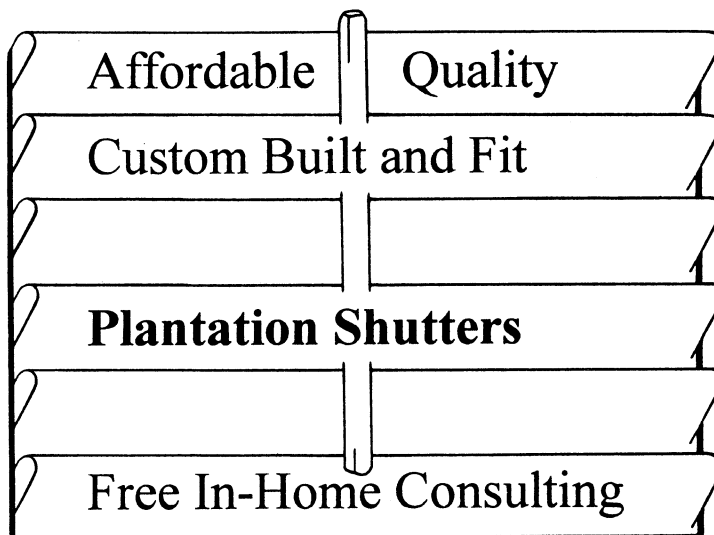 Affordable Quality
Custom Built and Fit
Plantation Shutters
Free In-Home Consulting